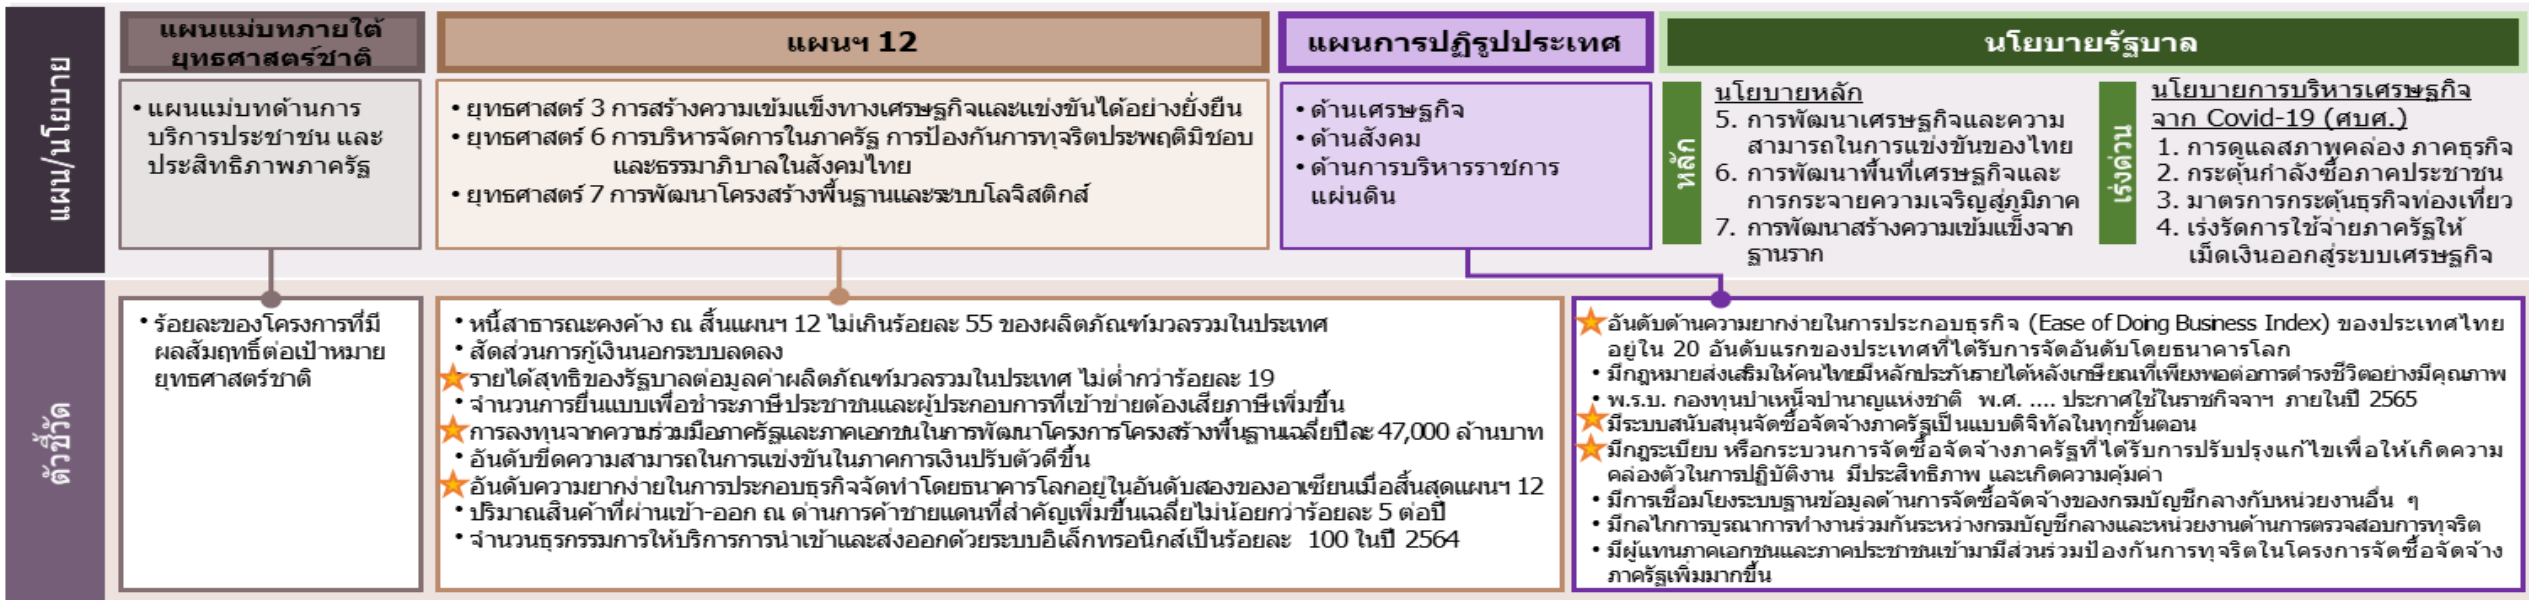 แผน/นโยบาย
แผนแม่บทภายใต้
ยุทธศาสตร์ชาติ
• แผนแม่บทด้านการ
บริการประชาชน และ
ประสิทธิภาพภาครัฐ
แผนฯ 12
• ยุทธศาสตร์ 3 การสร้างความเข้มแข็งทางเศรษฐกิจและแข่งขันได้อย่างยั่งยืน
• ยุทธศาสตร์ 6 การบริหารจัดการในภาครัฐ การป้องกันการทุจริตประพฤติมิชอบ
และธรรมาภิบาลในสังคมไทย
• ยุทธศาสตร์ 7 การพัฒนาโครงสร้างพื้นฐานและระบบโลจิสติกส์
แผนการปฏิรูปประเทศ
• ด้านเศรษฐกิจ
• ด้านสังคม
• ด้านการบริหารราชการ
แผ่นดิน
นโยบายรัฐบาล
หลัก
นโยบายหลัก
5. การพัฒนาเศรษฐกิจและความ
สามารถในการแข่งขันของไทย
6. การพัฒนาพื้นที่เศรษฐกิจและ
การกระจายความเจริญสู่ภูมิภาค
7. การพัฒนาสร้างความเข้มแข็งจาก
ฐานราก
เร่งด่วน
นโยบายการบริหารเศรษฐกิจ
จาก Covid-19 (ศบศ.)
1. การดูแลสภาพคล่อง ภาคธุรกิจ
2. กระตุ้นกำลังซื้อภาคประชาชน
3. มาตรการกระตุ้นธุรกิจท่องเที่ยว
4. เร่งรัดการใช้จ่ายภาครัฐให้
เม็ดเงินออกสู่ระบบเศรษฐกิจ
ตัวชี้วัด
• ร้อยละของโครงการที่มี
ผลสัมฤทธิ์ต่อเป้าหมาย
ยุทธศาสตร์ชาติ
• หนี้สาธารณะคงค้าง ณ สิ้นแผนฯ 12 ไม่เกินร้อยละ 55 ของผลิตภัณฑ์มวลรวมในประเทศ
• สัดส่วนการกู้เงินนอกระบบลดลง
รายได้สุทธิของรัฐบาลต่อมูลค่าผลิตภัณฑ์มวลรวมในประเทศ ไม่ต่ำกว่าร้อยละ 19
• จำนวนการยื่นแบบเพื่อชำระภาษีประชาชนและผู้ประกอบการที่เข้าข่ายต้องเสียภาษีเพิ่มขึ้น
การลงทุนจากความร่วมมือภาครัฐและภาคเอกชนในการพัฒนาโครงการโครงสร้างพื้นฐานเฉลี่ยปีละ 47,000 ล้านบาท
• อันดับขีดความสามารถในการแข่งขันในภาคการเงินปรับตัวดีขึ้น
อันดับความยากง่ายในการประกอบธุรกิจจัดทำโดยธนาคารโลกอยู่ในอันดับสองของอาเซียนเมื่อสิ้นสุดแผนฯ 12
• ปริมาณสินค้าที่ผ่านเข้า-ออก ณ ด่านการค้าชายแดนที่สำคัญเพิ่มขึ้นเฉลี่ยไม่น้อยกว่าร้อยละ 5 ต่อปี
• จำนวนธุรกรรมการให้บริการการนำเข้าและส่งออกด้วยระบบอิเล็กทรอนิกส์เป็นร้อยละ 100 ในปี 2564
อันดับด้านความยากง่ายในการประกอบธุรกิจ (Ease of Doing Business Index) ของประเทศไทย
อยู่ใน 20 อันดับแรกของประเทศที่ได้รับการจัดอันดับโดยธนาคารโลก
• มีกฎหมายส่งเสริมให้คนไทยมีหลักประกันรายได้หลังเกษียณที่เพียงพอต่อการดำรงชีวิตอย่างมีคุณภาพ
• พ.ร.บ. กองทุนบำเหน็จบำนาญแห่งชาติ พ.ศ. .... ประกาศใช้ในราชกิจจาฯ ภายในปี 2565
มีระบบสนับสนุนจัดซื้อจัดจ้างภาครัฐเป็นแบบดิจิทัลในทุกขั้นตอน
มีกฎระเบียบ หรือกระบวนการจัดซื้อจัดจ้างภาครัฐที่ได้รับการปรับปรุงแก้ไขเพื่อให้เกิดความ
คล่องตัวในการปฏิบัติงาน มีประสิทธิภาพ และเกิดความคุ้มค่า
• มีการเชื่อมโยงระบบฐานข้อมูลด้านการจัดซื้อจัดจ้างของกรมบัญชีกลางกับหน่วยงานอื่น ๆ
• มีกลไกการบูรณาการทำงานร่วมกันระหว่างกรมบัญชีกลางและหน่วยงานด้านการตรวจสอบการทุจริต
• มีผู้แทนภาคเอกชนและภาคประชาชนเข้ามามีส่วนร่วมป้องกันการทุจริตในโครงการจัดซื้อจัดจ้าง
ภาครัฐเพิ่มมากขึ้น